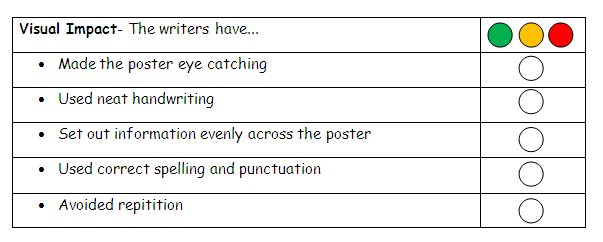 Visual Impact- The writers have...
• Made the poster eye catching
• Used neat handwriting
• Set out information evenly across the poster
• Used correct spelling and punctuation
• Avoided repitition